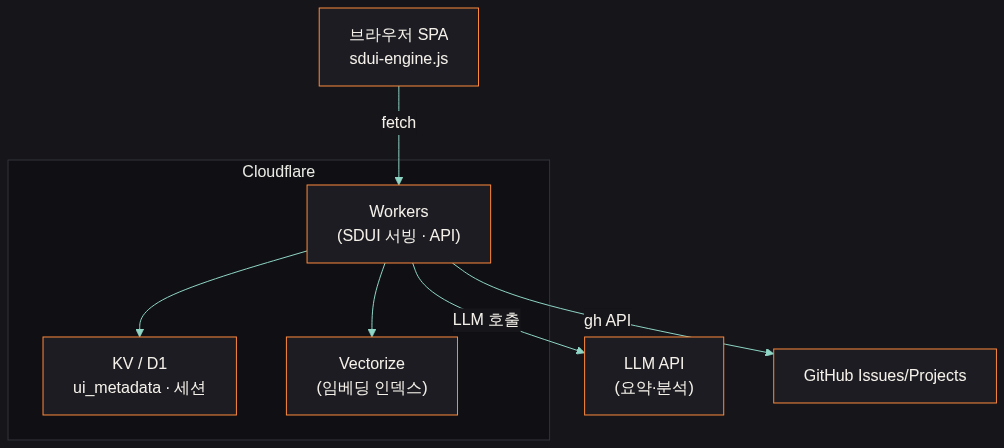 브라우저 SPA
sdui-engine.js
fetch
Cloudflare
Workers
(SDUI 서빙 · API)
LLM 호출
gh API
KV / D1
ui_metadata · 세션
Vectorize
(임베딩 인덱스)
LLM API
(요약·분석)
GitHub Issues/Projects